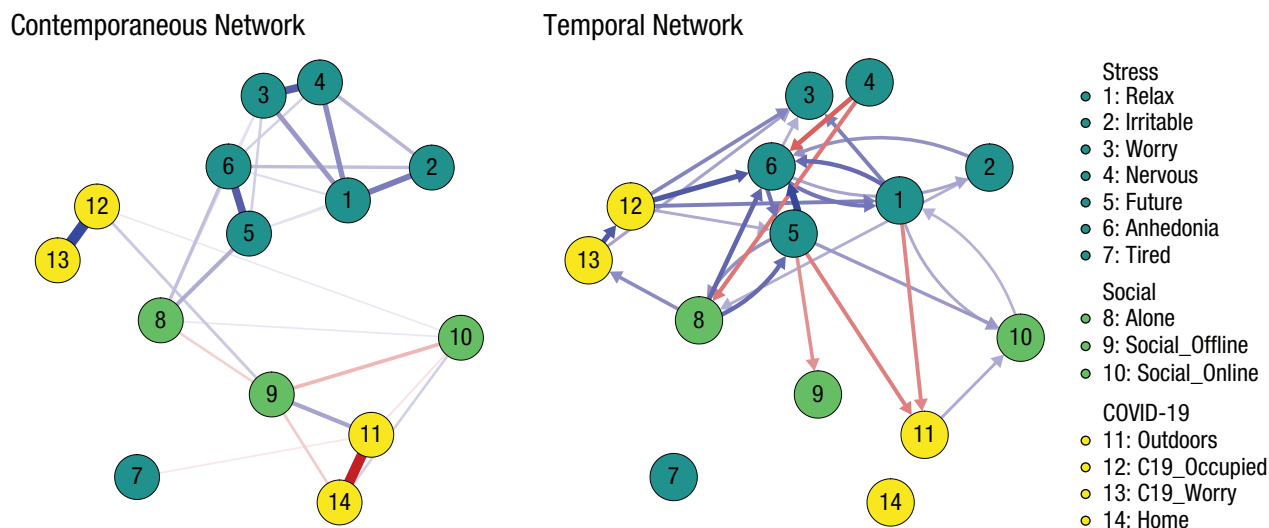 Contemporaneous Network
3
4
6
2
1
5
12
13
8
10
9
11
7
14
Temporal Network
3
4
6
2
1
12
5
13
8
10
9
11
7
14
Stress
1: Relax
2: Irritable
3: Worry
4: Nervous
5: Future
6: Anhedonia
7: Tired
Social
8: Alone
9: Social_Offline
10: Social_Online
COVID-19
11: Outdoors
12: C19_Occupied
13: C19_Worry
14: Home